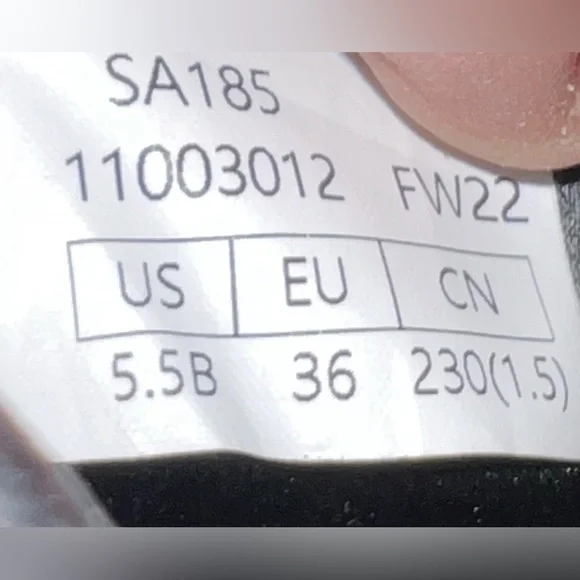 SA185
11003012 FW22
US EU CN
5.5B 36 230(1.5)